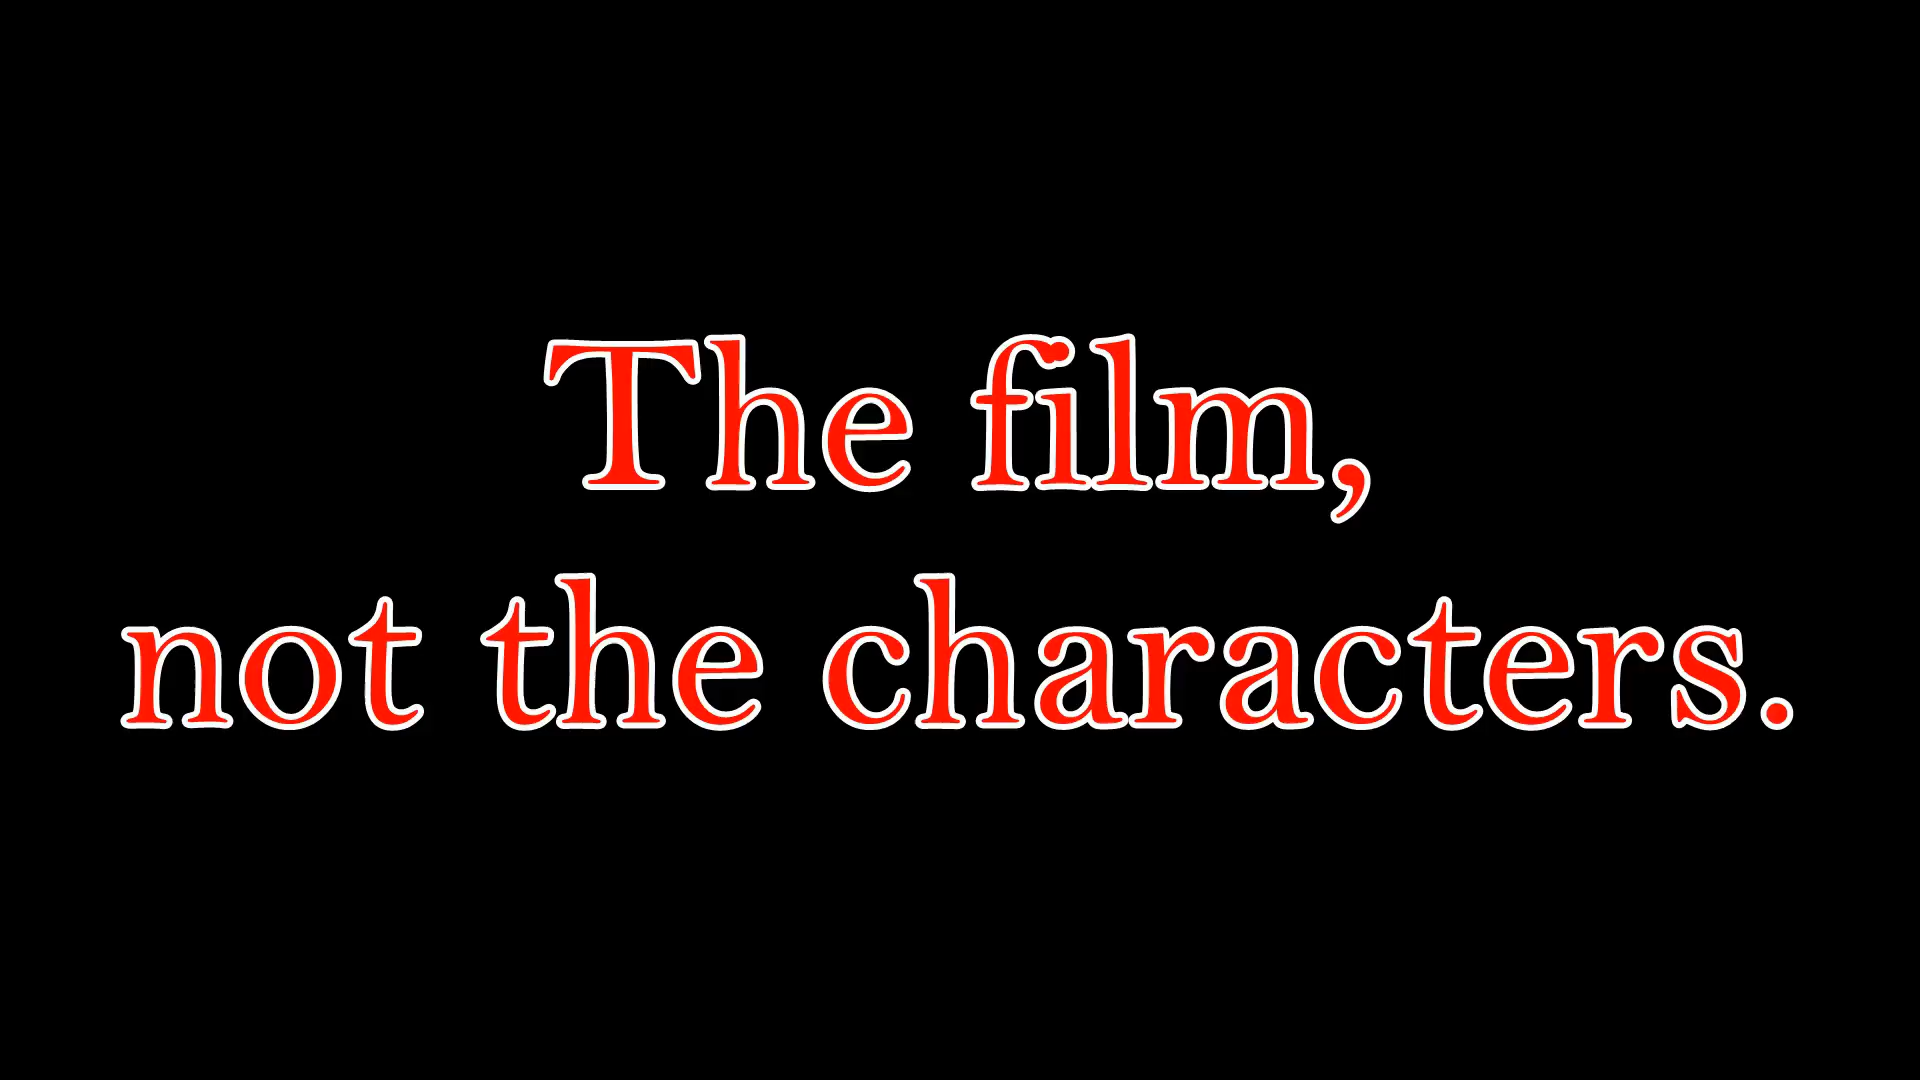 The film,
not the characters.